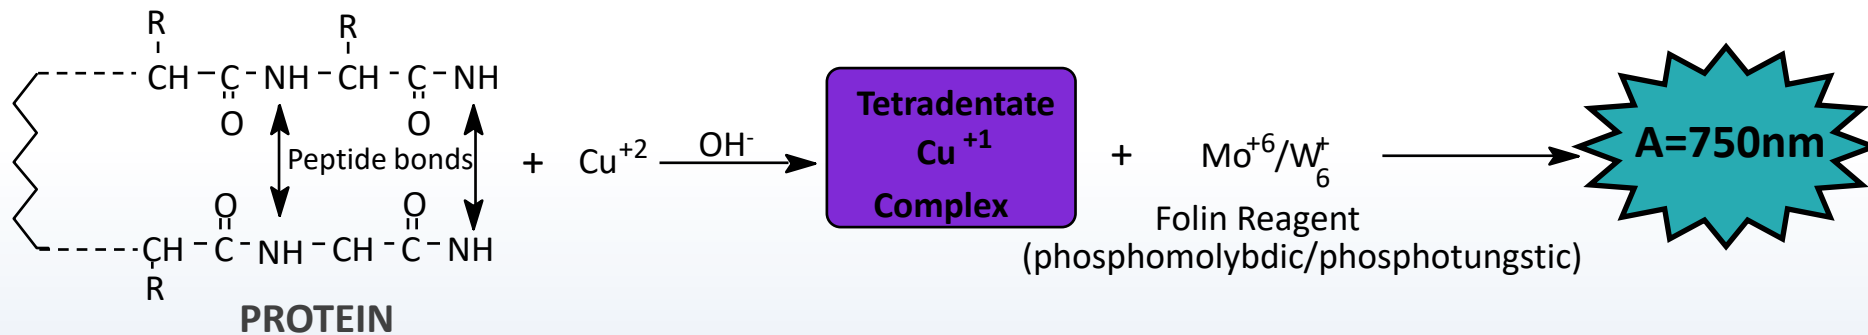 R R
CH – C – NH – CH - C – NH
O O
Peptide bonds
O O
CH – C – NH – CH – C – NH
R
PROTEIN
+ Cu+2
OH-
Tetradentate
Cu +1
Complex
+ Mo+6/W+6
Folin Reagent
(phosphomolybdic/phosphotungstic)
A=750nm